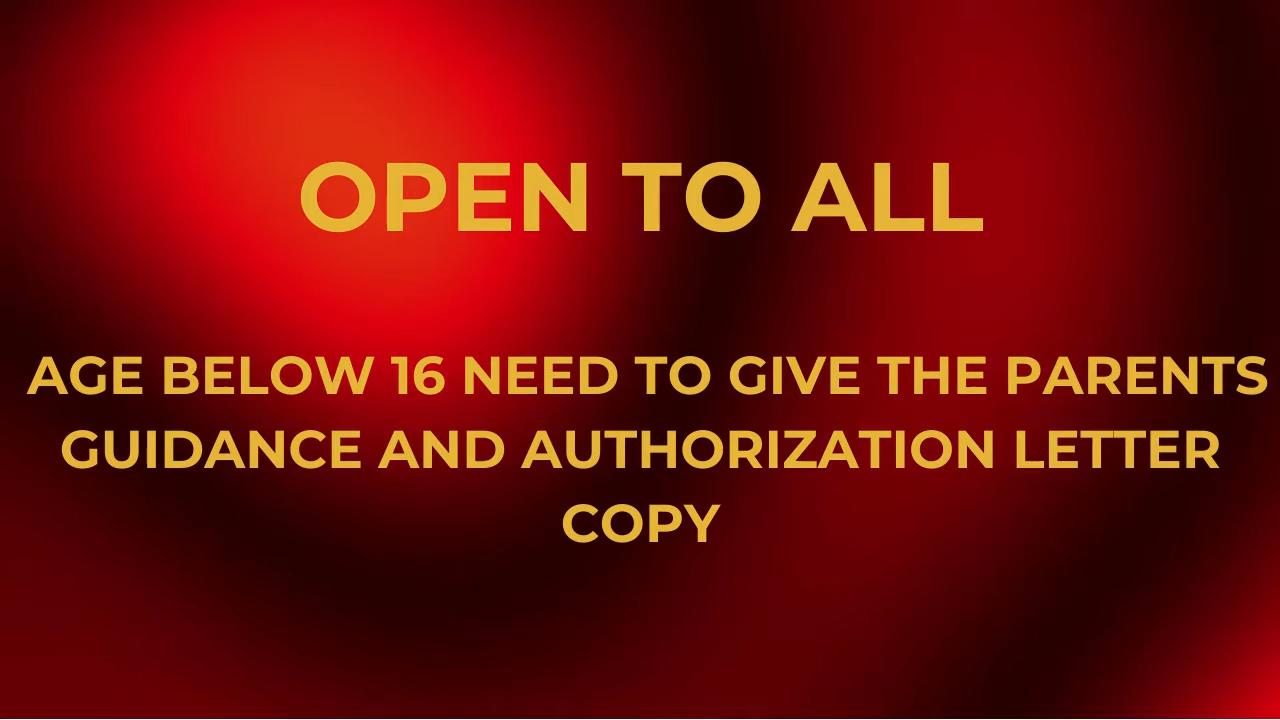 OPEN TO ALL
AGE BELOW 16 NEED TO GIVE THE PARENTS
GUIDANCE AND AUTHORIZATION LETTER
COPY